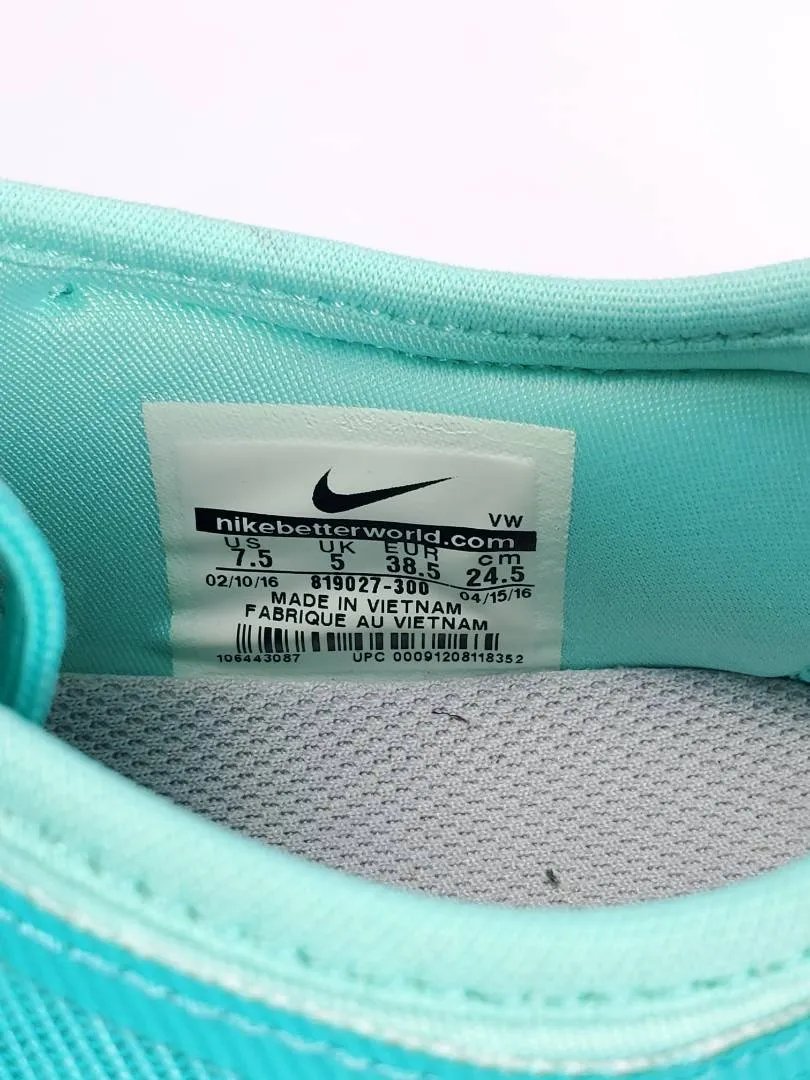 VW
nikebetterworld.com
US UK EUR cm
7.5 5 38.5 24.5
02/10/16 819027-300 04/15/16
MADE IN VIETNAM
FABRIQUE AU VIETNAM
106443087 UPC 00091208118352